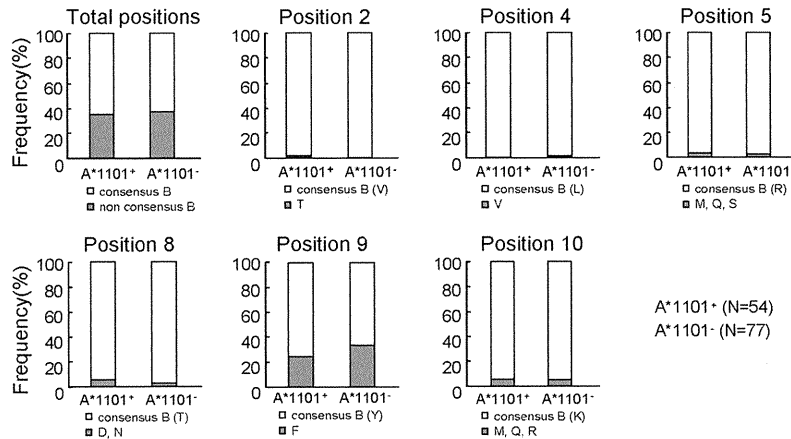 Total positions
Position 2
Position 4
Position 5
Frequency(%)
100
80
60
40
20
0
A*1101+ A*1101-
consensus B
non consensus B
100
80
60
40
20
0
A*1101+ A*1101-
consensus B (V)
T
100
80
60
40
20
0
A*1101+ A*1101-
consensus B (L)
V
100
80
60
40
20
0
A*1101+ A*1101
consensus B (R)
M, Q, S
Position 8
Position 9
Position 10
Frequency(%)
100
80
60
40
20
0
A*1101+ A*1101-
consensus B (T)
D, N
100
80
60
40
20
0
A*1101+ A*1101-
consensus B (Y)
F
100
80
60
40
20
0
A*1101+ A*1101-
consensus B (K)
M, Q, R
A*1101+ (N=54)
A*1101- (N=77)